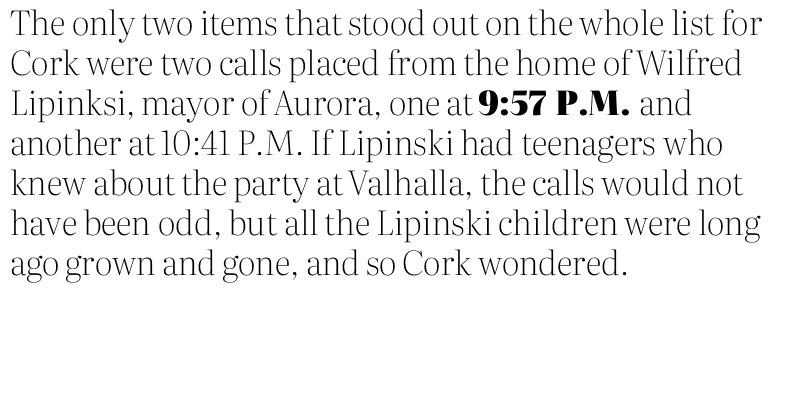 The only two items that stood out on the whole list for
Cork were two calls placed from the home of Wilfred
Lipinksi, mayor of Aurora, one at 9:57 P.M. and
another at 10:41 P.M. If Lipinski had teenagers who
knew about the party at Valhalla, the calls would not
have been odd, but all the Lipinski children were long
ago grown and gone, and so Cork wondered.